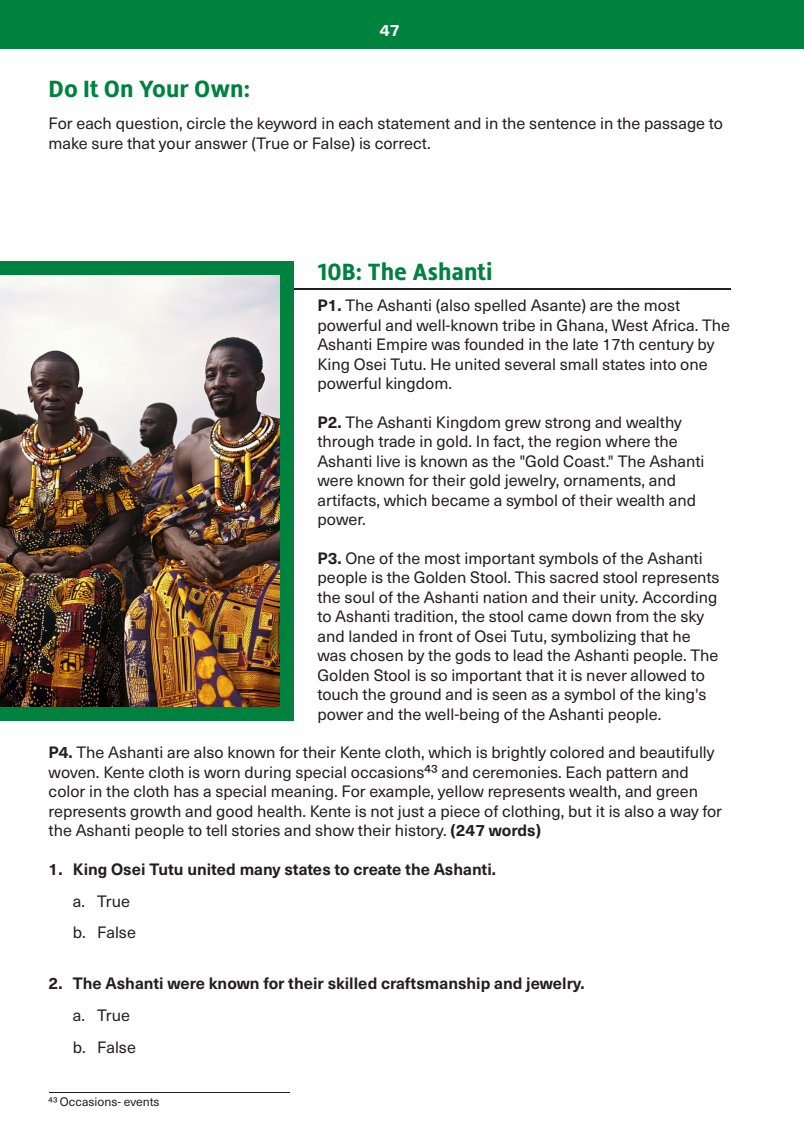 47
Do It On Your Own:
For each question, circle the keyword in each statement and in the sentence in the passage to
make sure that your answer (True or False) is correct.
10B: The Ashanti
P1. The Ashanti (also spelled Asante) are the most
powerful and well-known tribe in Ghana, West Africa. The
Ashanti Empire was founded in the late 17th century by
King Osei Tutu. He united several small states into one
powerful kingdom.
P2. The Ashanti Kingdom grew strong and wealthy
through trade in gold. In fact, the region where the
Ashanti live is known as the "Gold Coast." The Ashanti
were known for their gold jewelry, ornaments, and
artifacts, which became a symbol of their wealth and
power.
P3. One of the most important symbols of the Ashanti
people is the Golden Stool. This sacred stool represents
the soul of the Ashanti nation and their unity. According
to Ashanti tradition, the stool came down from the sky
and landed in front of Osei Tutu, symbolizing that he
was chosen by the gods to lead the Ashanti people. The
Golden Stool is so important that it is never allowed to
touch the ground and is seen as a symbol of the king's
power and the well-being of the Ashanti people.
P4. The Ashanti are also known for their Kente cloth, which is brightly colored and beautifully
woven. Kente cloth is worn during special occasions⁴³ and ceremonies. Each pattern and
color in the cloth has a special meaning. For example, yellow represents wealth, and green
represents growth and good health. Kente is not just a piece of clothing, but it is also a way for
the Ashanti people to tell stories and show their history. (247 words)
1. King Osei Tutu united many states to create the Ashanti.
a. True
b. False
2. The Ashanti were known for their skilled craftsmanship and jewelry.
a. True
b. False
⁴³ Occasions- events